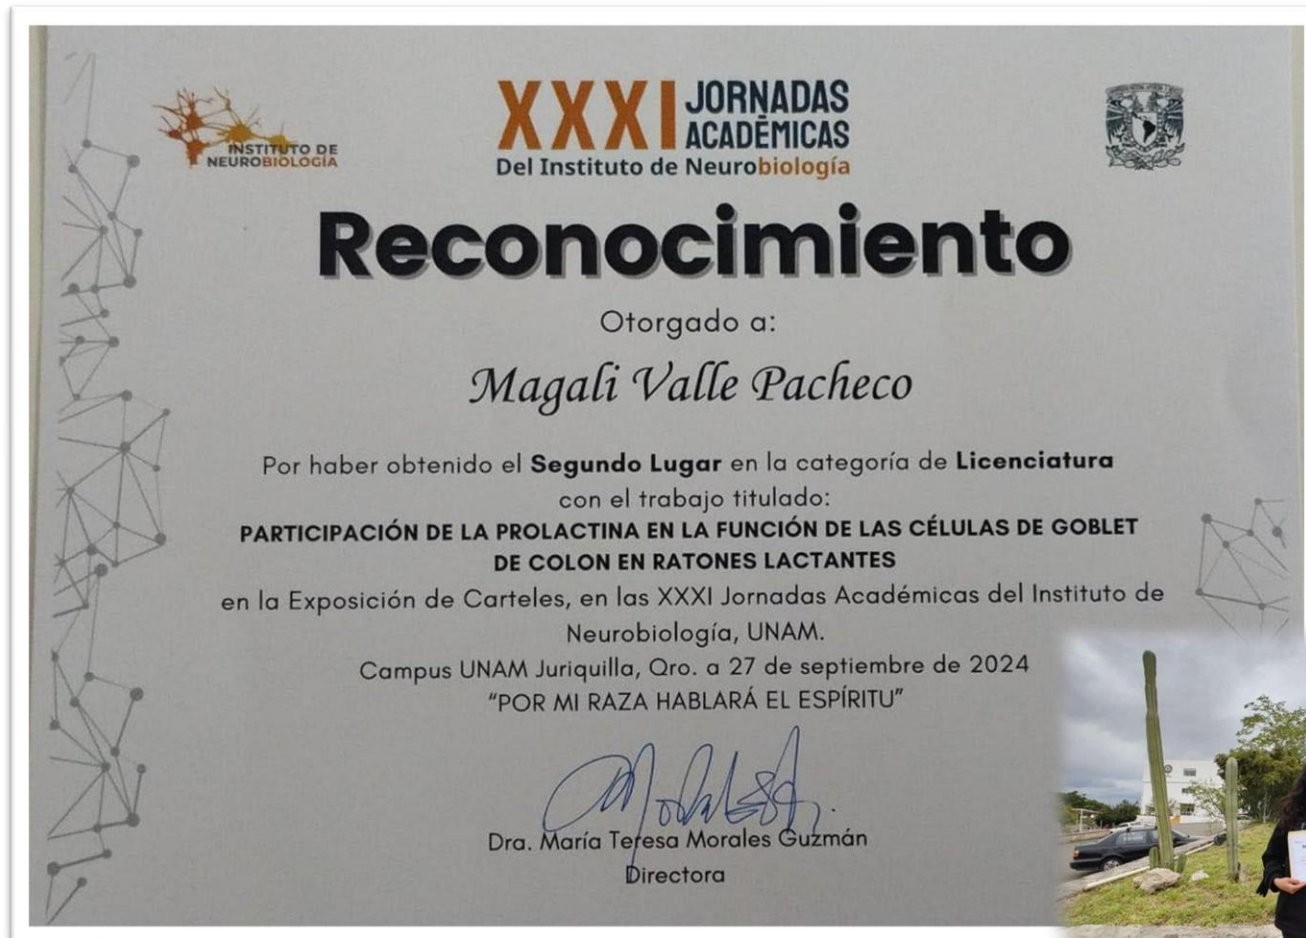 INSTITUTO DE
NEUROBIOLOGÍA
XXXI JORNADAS
ACADÉMICAS
Del Instituto de Neurobiología
Reconocimiento
Otorgado a:
Magali Valle Pacheco
Por haber obtenido el Segundo Lugar en la categoría de Licenciatura
con el trabajo titulado:
PARTICIPACIÓN DE LA PROLACTINA EN LA FUNCIÓN DE LAS CÉLULAS DE GOBLET
DE COLON EN RATONES LACTANTES
en la Exposición de Carteles, en las XXXI Jornadas Académicas del Instituto de
Neurobiología, UNAM.
Campus UNAM Juriquilla, Qro. a 27 de septiembre de 2024
“POR MI RAZA HABLARÁ EL ESPÍRITU”
Dra. María Teresa Morales Guzmán
Directora